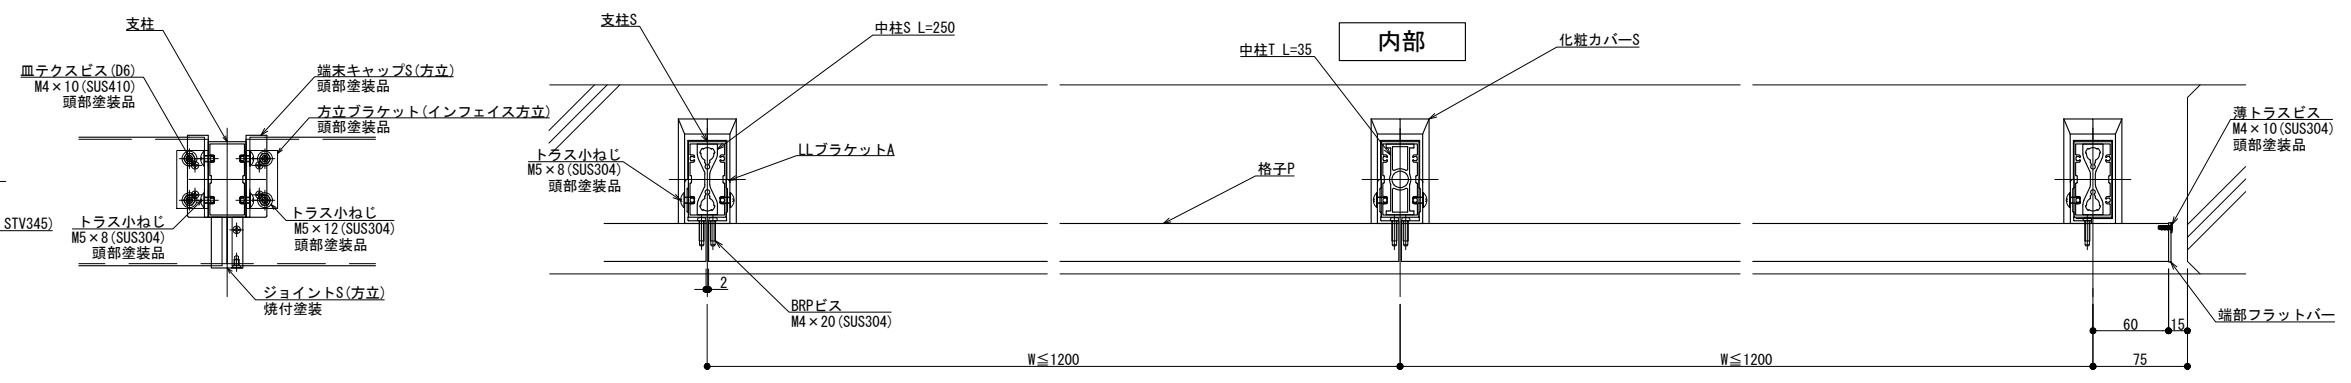 支柱
皿テクスビス(D6)
M4×10(SUS410)
頭部塗装品
端末キャップS(方立)
頭部塗装品
方立ブラケット(インフェイス方立)
頭部塗装品
STV345)
トラス小ねじ
M5×8(SUS304)
頭部塗装品
トラス小ねじ
M5×12(SUS304)
頭部塗装品
ジョイントS(方立)
焼付塗装
支柱S
中柱S L=250
トラス小ねじ
M5×8(SUS304)
頭部塗装品
LLブラケットA
2
BRPビス
M4×20(SUS304)
格子P
中柱T L=35
内部
化粧カバーS
薄トラスビス
M4×10(SUS304)
頭部塗装品
端部フラットバー
60
15
W≦1200
W≦1200
75